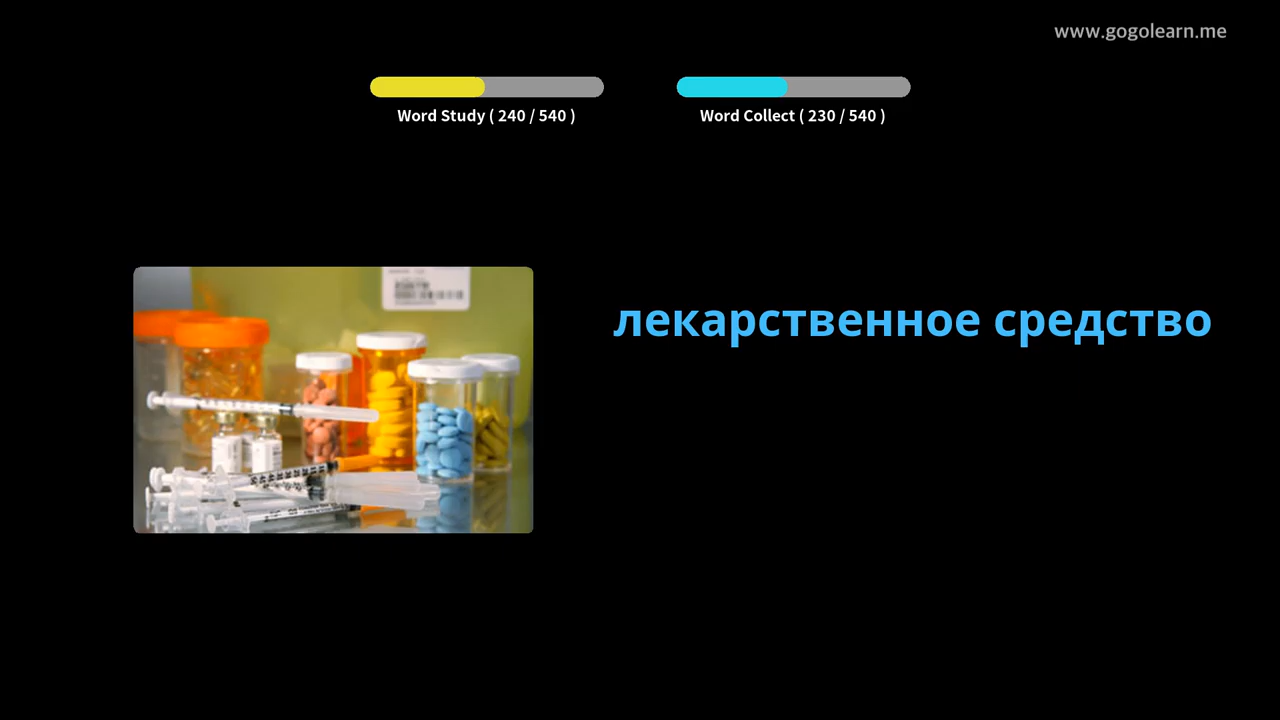 www.gogolearn.me
Word Study ( 240 / 540 )
Word Collect ( 230 / 540 )
лекарственное средство